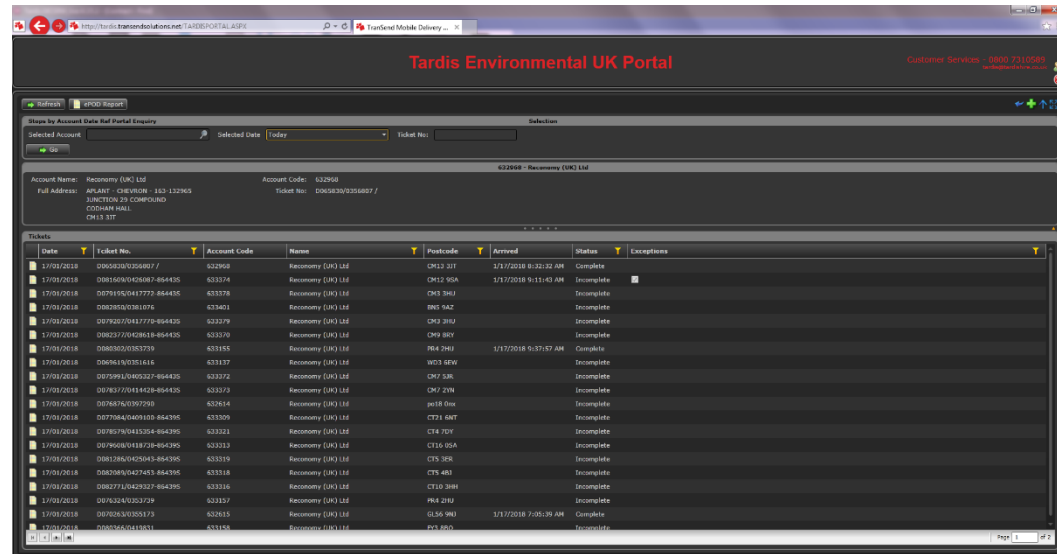 http://tardis.transendsolutions.net/TARDISPORTAL.ASPX
TranSend Mobile Delivery ...
Tardis Environmental UK Portal
Customer Services - 0800 7310589
Refresh ePOD Report
Stops by Account Date Ref Portal Enquiry Selection
Selected Account Selected Date Today Ticket No:
Go
632968 - Reconomy (UK) Ltd
Account Name: Reconomy (UK) Ltd Account Code: 632968
Full Address: APLANT - CHEVRON - 163-132965 Ticket No: D065830/0356807 /
JUNCTION 29 COMPOUND
CODHAM HALL
CM13 3JT
Tickets
Date Tciket No. Account Code Name Postcode Arrived Status Exceptions
17/01/2018 D065830/0356807 / 632968 Reconomy (UK) Ltd CM13 3JT 1/17/2018 8:32:32 AM Complete
17/01/2018 D081609/0426087-864435 633374 Reconomy (UK) Ltd CM12 9SA 1/17/2018 9:11:43 AM Incomplete
17/01/2018 D079195/0417772-864435 633378 Reconomy (UK) Ltd CM3 3HU Incomplete
17/01/2018 D082850/0381076 633401 Reconomy (UK) Ltd BN5 9AZ Incomplete
17/01/2018 D079207/0417770-864435 633379 Reconomy (UK) Ltd CM3 3HU Incomplete
17/01/2018 D082377/0428618-864435 633370 Reconomy (UK) Ltd CM9 8RY Incomplete
17/01/2018 D080302/0353739 633155 Reconomy (UK) Ltd PR4 2HU 1/17/2018 9:37:57 AM Complete
17/01/2018 D069619/0351616 633137 Reconomy (UK) Ltd WD3 6EW Incomplete
17/01/2018 D075991/0405327-864435 633372 Reconomy (UK) Ltd CM7 5JR Incomplete
17/01/2018 D078377/0414428-864435 633373 Reconomy (UK) Ltd CM7 2YN Incomplete
17/01/2018 D076876/0397290 632614 Reconomy (UK) Ltd po18 0nx Incomplete
17/01/2018 D077084/0409100-864395 633309 Reconomy (UK) Ltd CT21 6NT Incomplete
17/01/2018 D078579/0415354-864395 633321 Reconomy (UK) Ltd CT4 7DY Incomplete
17/01/2018 D079608/0418738-864395 633313 Reconomy (UK) Ltd CT16 0SA Incomplete
17/01/2018 D081286/0425043-864395 633319 Reconomy (UK) Ltd CT5 3ER Incomplete
17/01/2018 D082089/0427453-864395 633318 Reconomy (UK) Ltd CT5 4BJ Incomplete
17/01/2018 D082771/0429327-864395 633316 Reconomy (UK) Ltd CT10 3HH Incomplete
17/01/2018 D076324/0353739 633157 Reconomy (UK) Ltd PR4 2HU Incomplete
17/01/2018 D070263/0355173 632615 Reconomy (UK) Ltd GL56 9NJ 1/17/2018 7:05:39 AM Complete
17/01/2018 D080366/0419831 633158 Reconomy (UK) Ltd FY3 8BQ Incomplete
Page 1 of 2